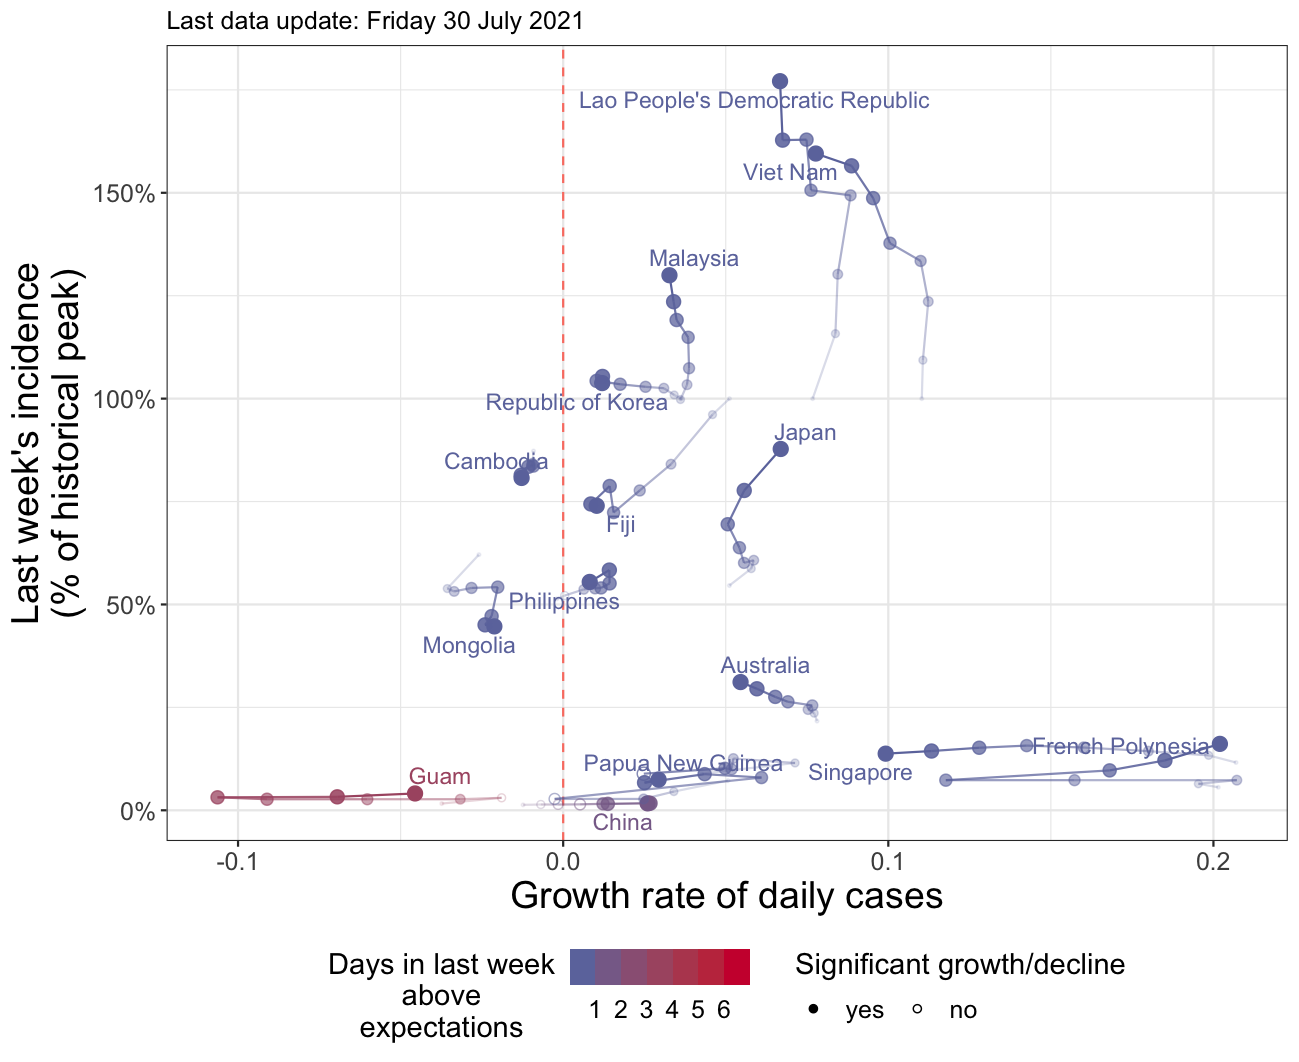 Last data update: Friday 30 July 2021
Lao People's Democratic Republic
Viet Nam
150%
Malaysia
100%
Republic of Korea
Japan
Cambodia
Fiji
Last week's incidence
(% of historical peak)
50%
Philippines
Mongolia
Australia
French Polynesia
Papua New Guinea
Singapore
Guam
0%
China
-0.1
0.0
0.1
0.2
Growth rate of daily cases
Days in last week
above
expectations
1 2 3 4 5 6
Significant growth/decline
yes
no